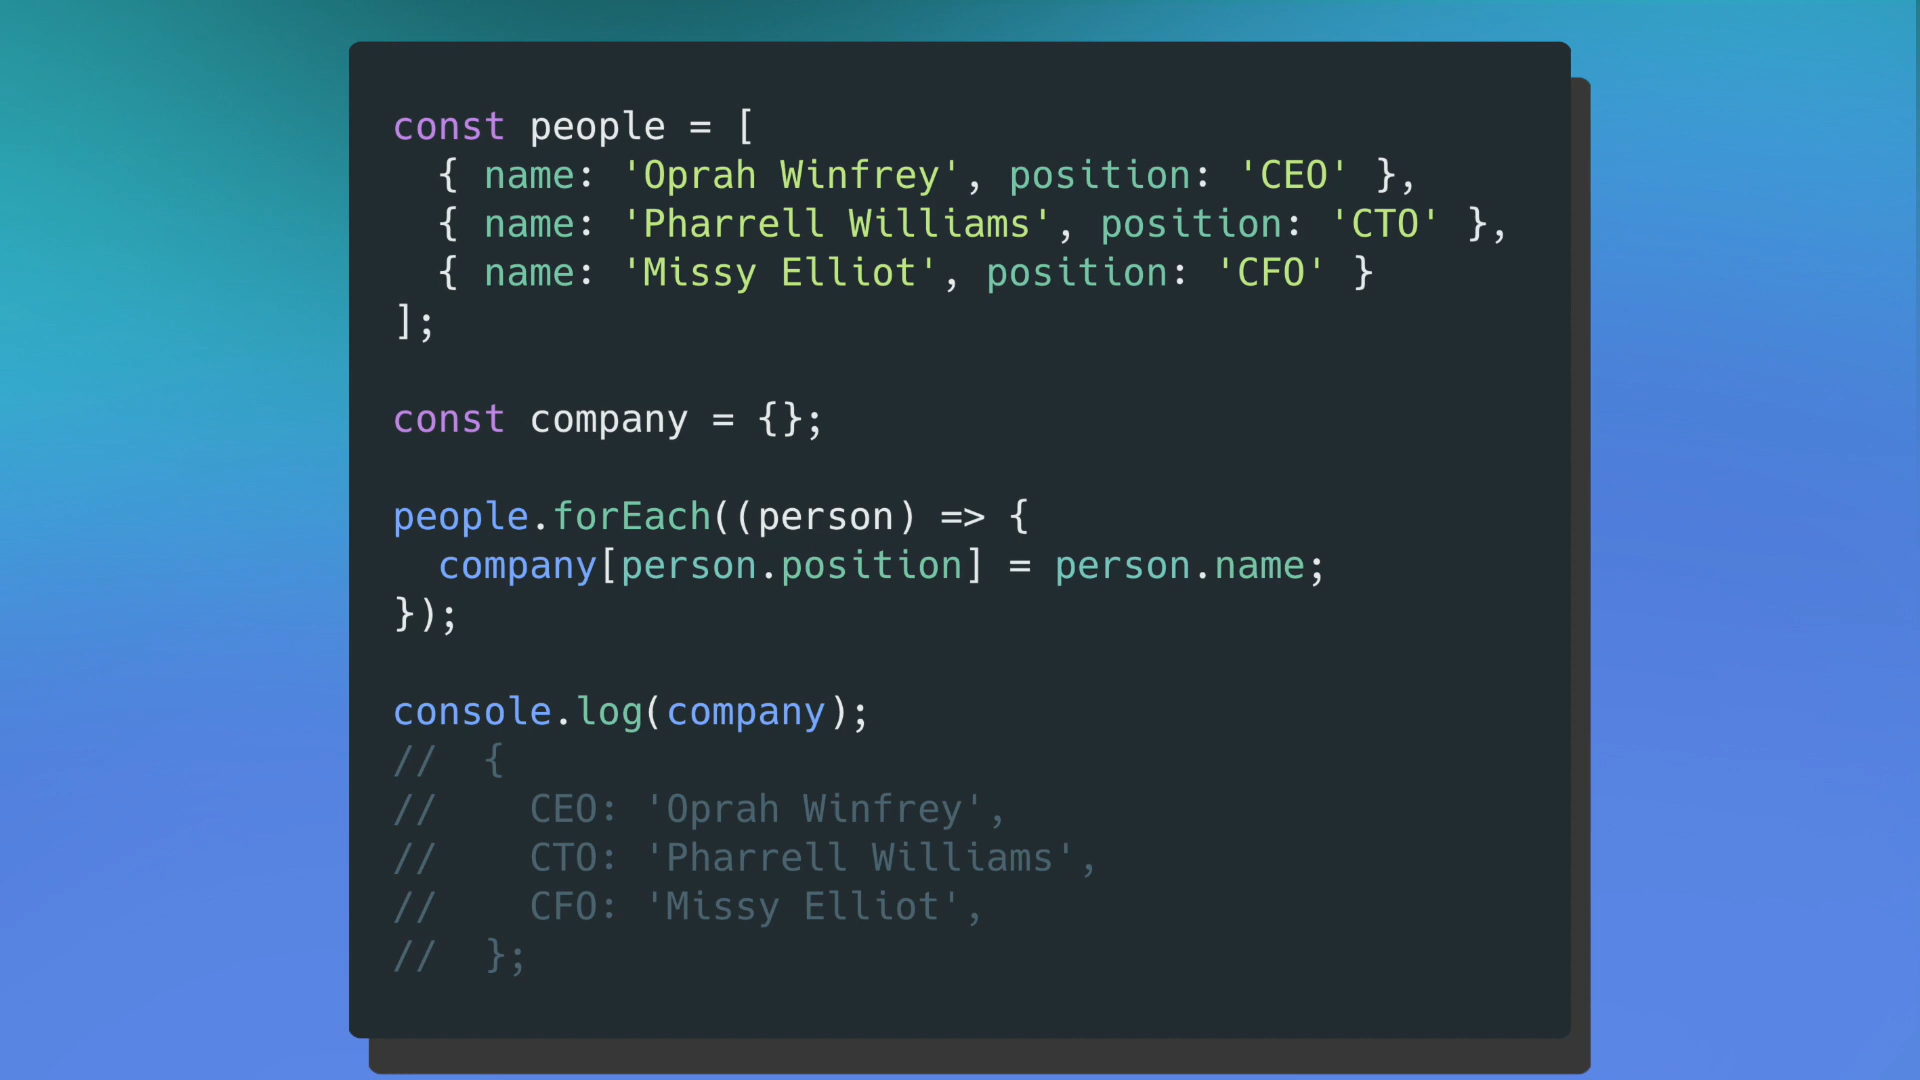 const people = [
  { name: 'Oprah Winfrey', position: 'CEO' },
  { name: 'Pharrell Williams', position: 'CTO' },
  { name: 'Missy Elliot', position: 'CFO' }
];
const company = {};
people.forEach((person) => {
  company[person.position] = person.name;
});
console.log(company);
//  {
//    CEO: 'Oprah Winfrey',
//    CTO: 'Pharrell Williams',
//    CFO: 'Missy Elliot',
//  };